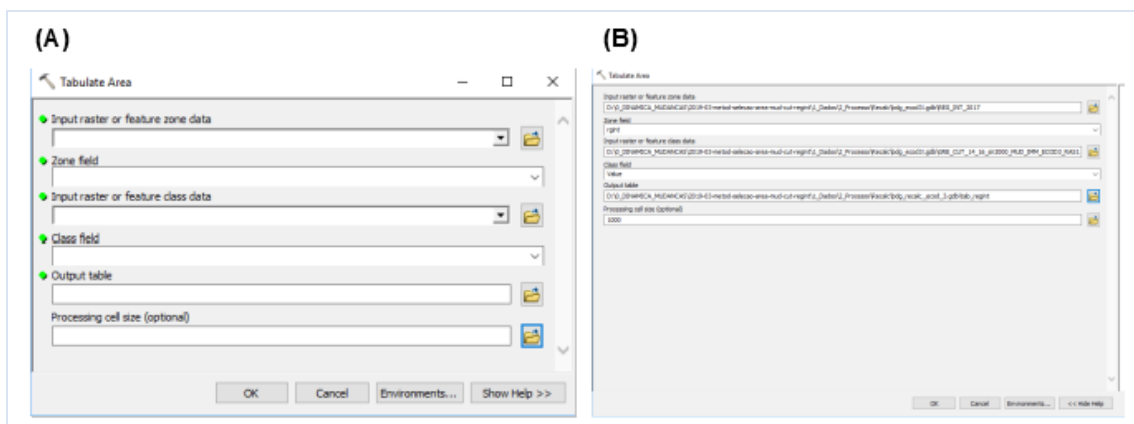 (A)
Tabulate Area
Input raster or feature zone data
Zone field
Input raster or feature class data
Class field
Output table
Processing cell size (optional)
OK Cancel Environments... Show Help >>
(B)
Tabulate Area
Input raster or feature zone data
Zone field
rgint
Input raster or feature class data
Class field
Value
Output table
Processing cell size (optional)
1000
OK Cancel Environments... << Hide Help